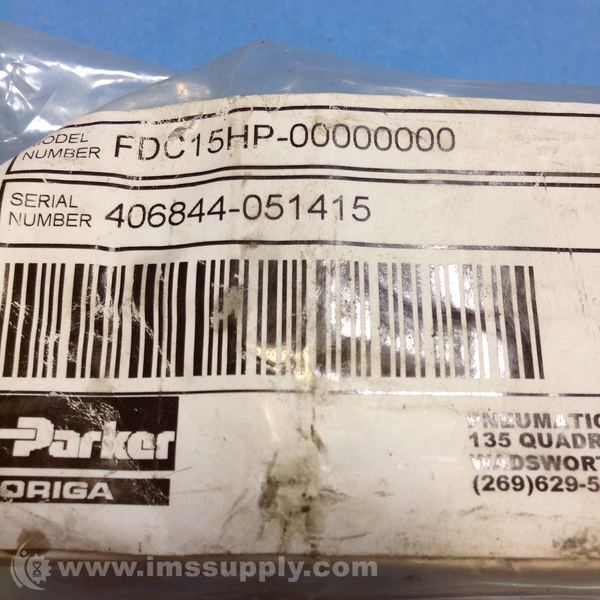 MODEL
NUMBER FDC15HP-00000000
SERIAL
NUMBER 406844-051415
Parker
ORIGA
PNEUMATIC
135 QUADR
WADSWORT
(269)629-5
© www.imssupply.com